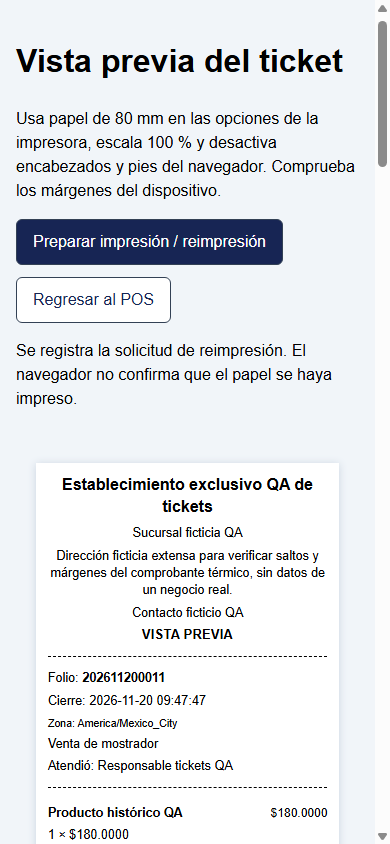 Vista previa del ticket
Usa papel de 80 mm en las opciones de la
impresora, escala 100 % y desactiva
encabezados y pies del navegador. Comprueba
los márgenes del dispositivo.
Preparar impresión / reimpresión
Regresar al POS
Se registra la solicitud de reimpresión. El
navegador no confirma que el papel se haya
impreso.
Establecimiento exclusivo QA de
tickets
Sucursal ficticia QA
Dirección ficticia extensa para verificar saltos y
márgenes del comprobante térmico, sin datos de
un negocio real.
Contacto ficticio QA
VISTA PREVIA
Folio: 202611200011
Cierre: 2026-11-20 09:47:47
Zona: America/Mexico_City
Venta de mostrador
Atendió: Responsable tickets QA
Producto histórico QA $180.0000
1 × $180.0000